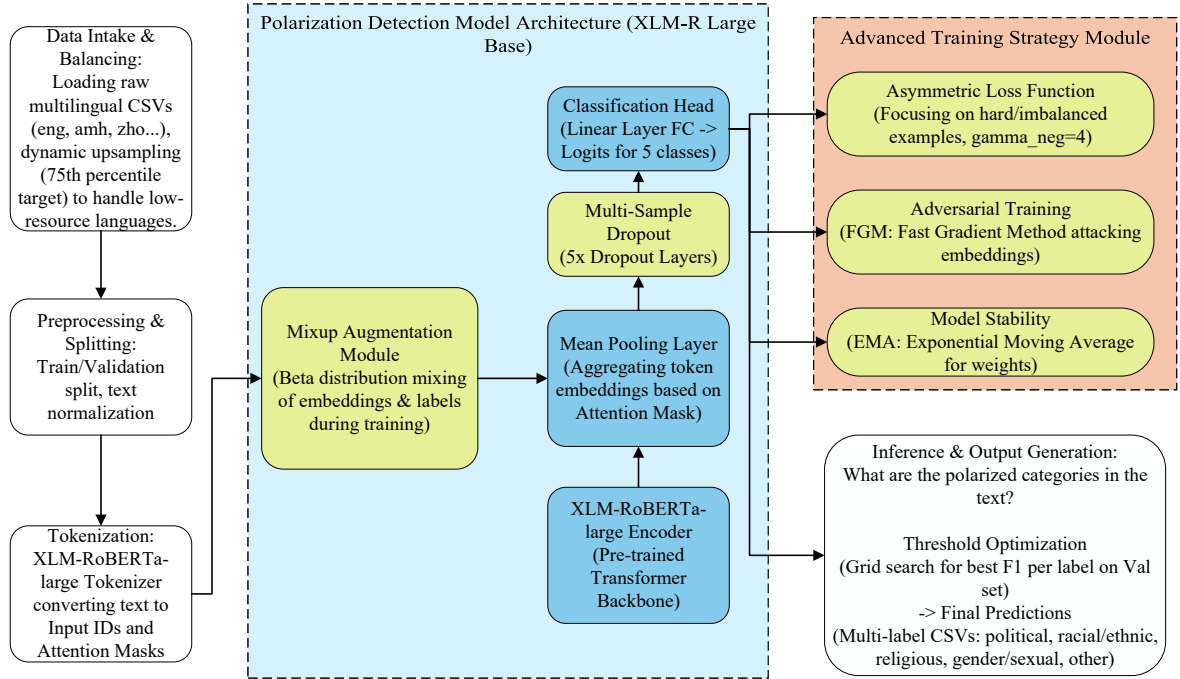 Data Intake &
Balancing:
Loading raw
multilingual CSVs
(eng, amh, zho...),
dynamic upsampling
(75th percentile
target) to handle low-
resource languages.
Preprocessing &
Splitting:
Train/Validation
split, text
normalization
Tokenization:
XLM-RoBERTa-
large Tokenizer
converting text to
Input IDs and
Attention Masks
Polarization Detection Model Architecture (XLM-R Large
Base)
Mixup Augmentation
Module
(Beta distribution mixing
of embeddings & labels
during training)
Classification Head
(Linear Layer FC ->
Logits for 5 classes)
Multi-Sample
Dropout
(5x Dropout Layers)
Mean Pooling Layer
(Aggregating token
embeddings based on
Attention Mask)
XLM-RoBERTa-
large Encoder
(Pre-trained
Transformer
Backbone)
Advanced Training Strategy Module
Asymmetric Loss Function
(Focusing on hard/imbalanced
examples, gamma_neg=4)
Adversarial Training
(FGM: Fast Gradient Method attacking
embeddings)
Model Stability
(EMA: Exponential Moving Average
for weights)
Inference & Output Generation:
What are the polarized categories in the
text?
Threshold Optimization
(Grid search for best F1 per label on Val
set)
-> Final Predictions
(Multi-label CSVs: political, racial/ethnic,
religious, gender/sexual, other)